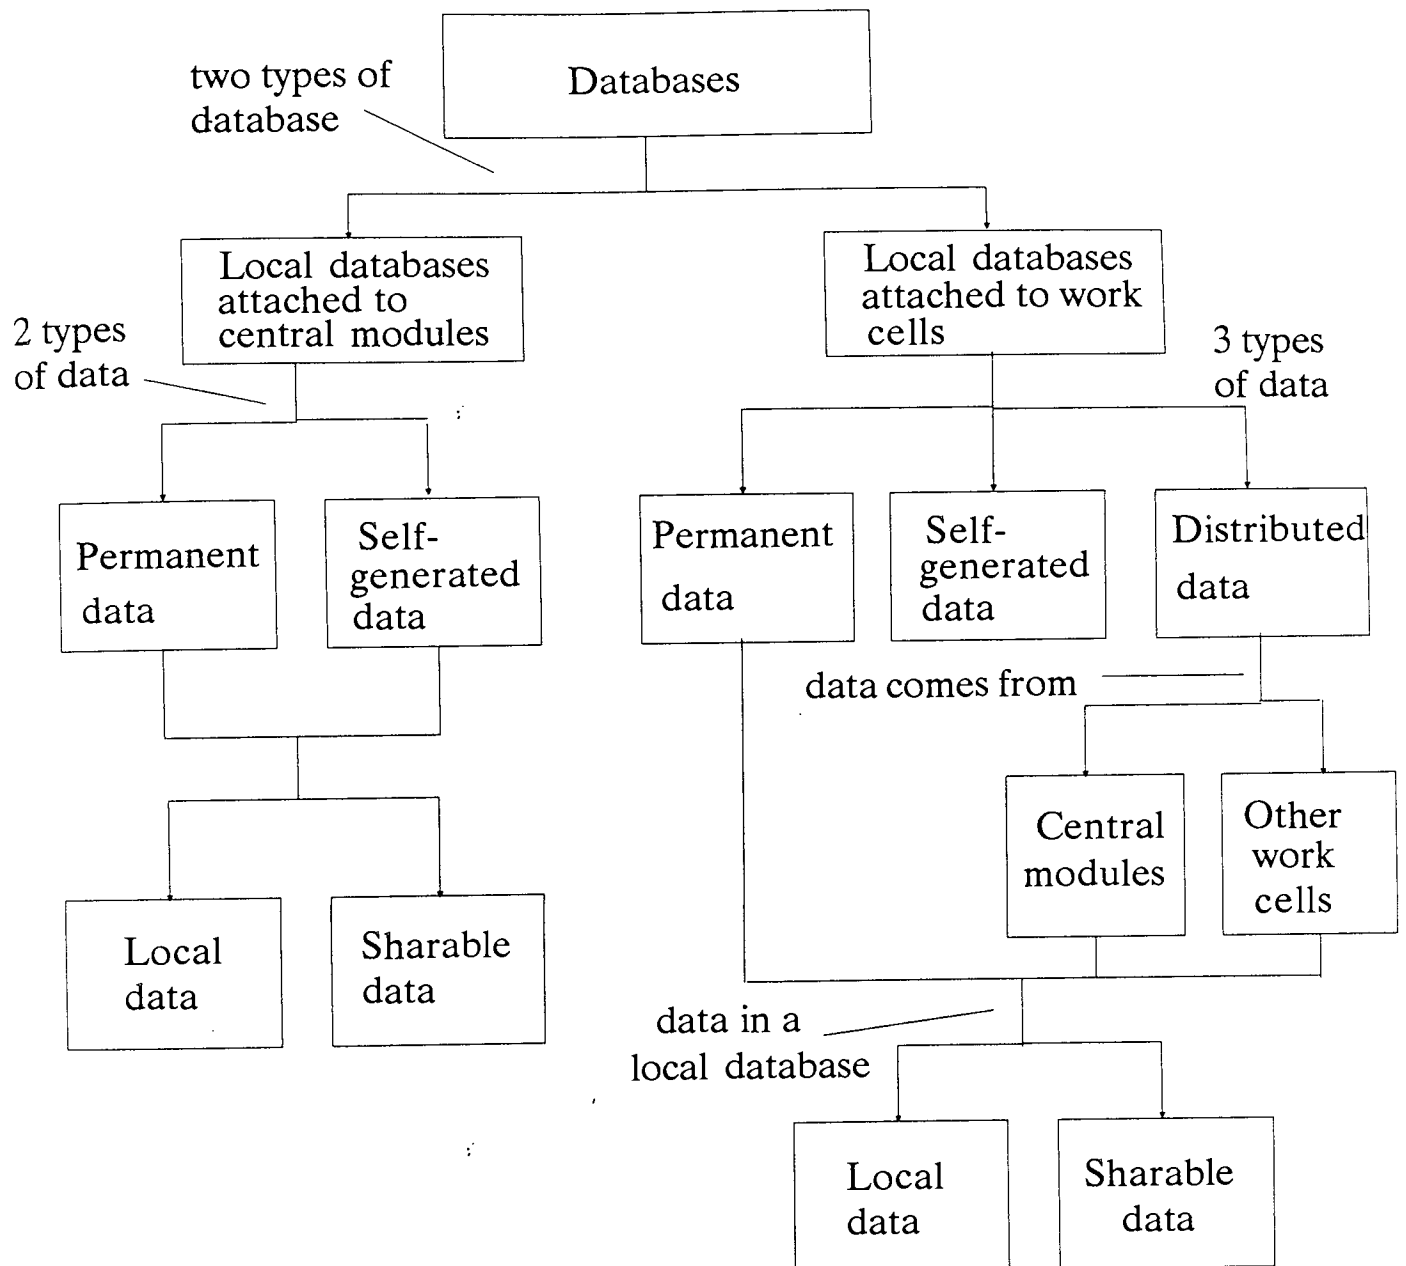 two types of
database
Databases
Local databases
attached to
central modules
Local databases
attached to work
cells
2 types
of data
3 types
of data
Permanent
data
Self-
generated
data
Permanent
data
Self-
generated
data
Distributed
data
data comes from
Central
modules
Other
work
cells
Local
data
Sharable
data
data in a
local database
Local
data
Sharable
data